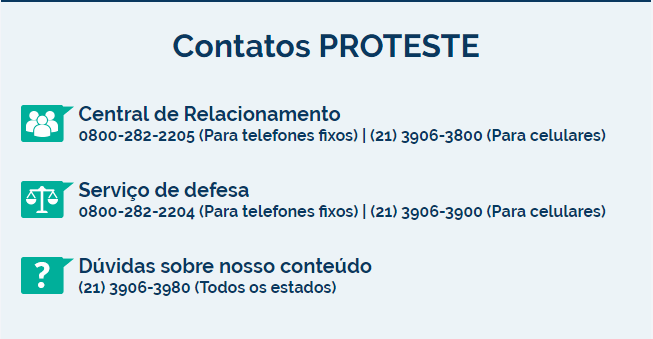 Contatos PROTESTE
Central de Relacionamento
0800-282-2205 (Para telefones fixos) | (21) 3906-3800 (Para celulares)
Serviço de defesa
0800-282-2204 (Para telefones fixos) | (21) 3906-3900 (Para celulares)
?
Dúvidas sobre nosso conteúdo
(21) 3906-3980 (Todos os estados)